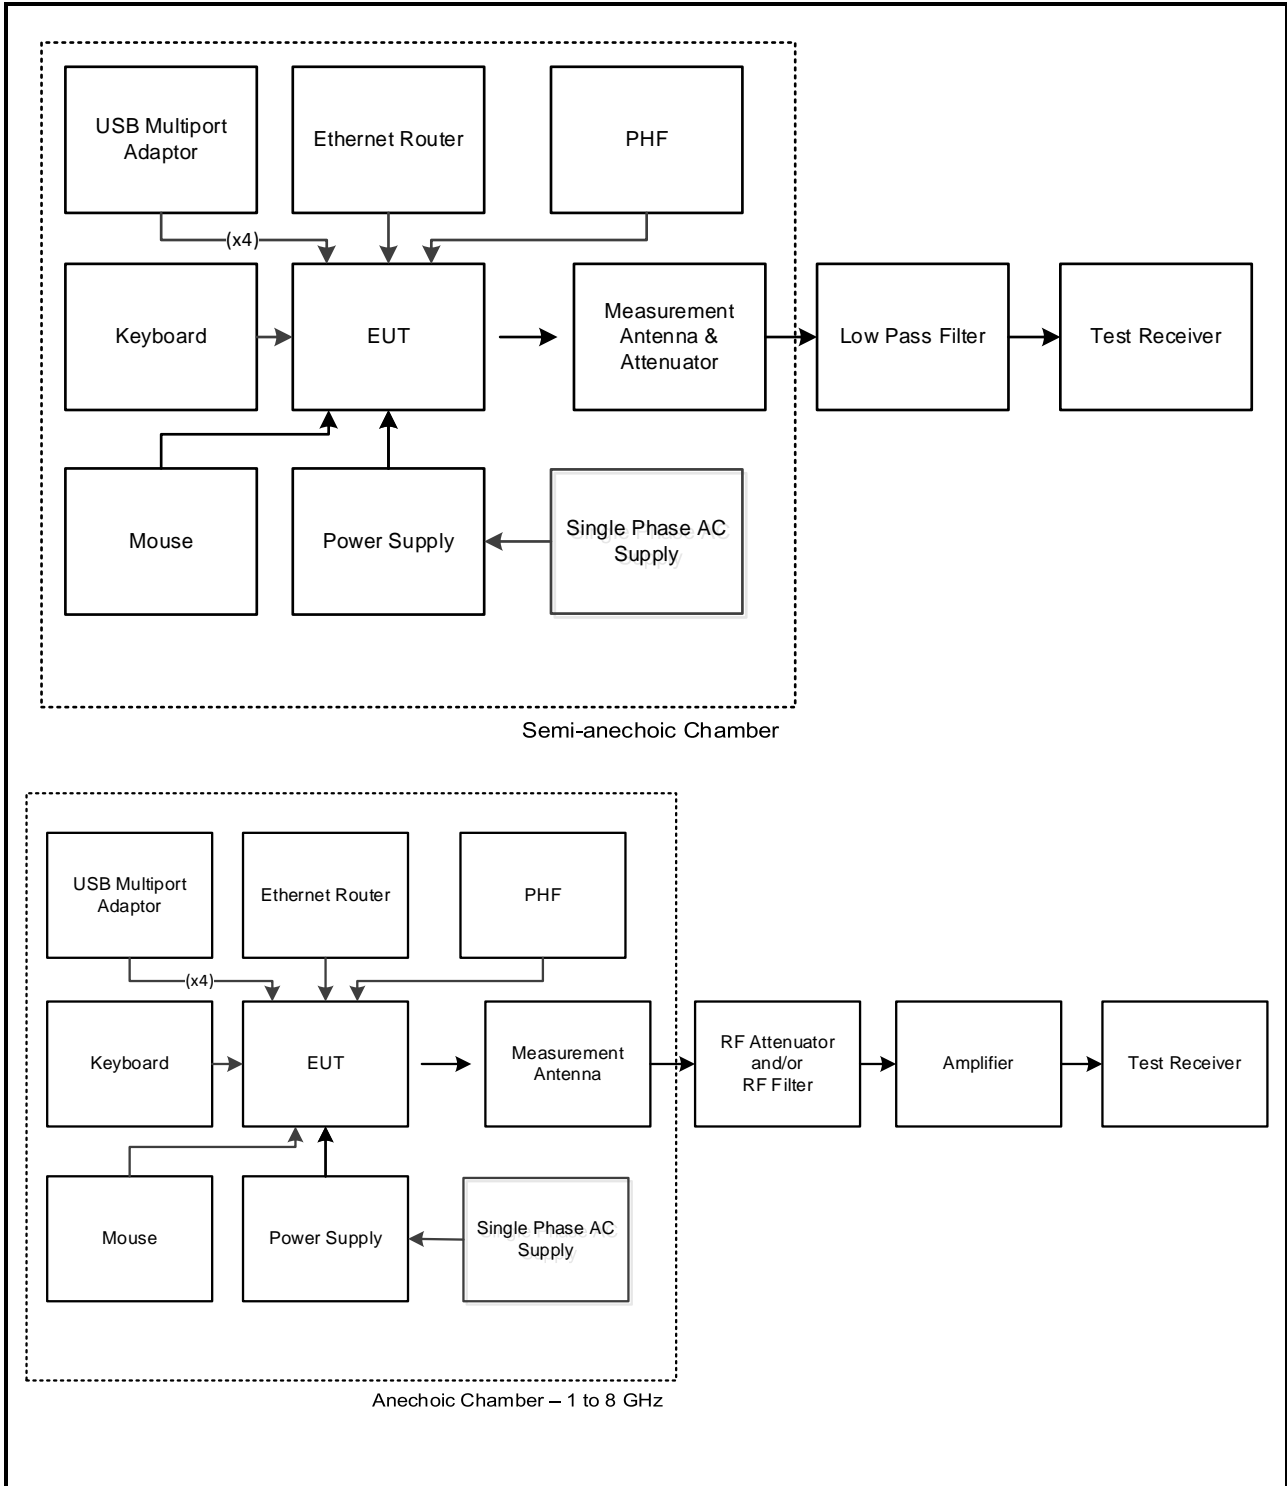 USB Multiport
Adaptor
Ethernet Router
PHF
(x4)
Keyboard
EUT
Measurement
Antenna &
Attenuator
Low Pass Filter
Test Receiver
Mouse
Power Supply
Single Phase AC
Supply
Semi-anechoic Chamber
USB Multiport
Adaptor
Ethernet Router
PHF
(x4)
Keyboard
EUT
Measurement
Antenna
RF Attenuator
and/or
RF Filter
Amplifier
Test Receiver
Mouse
Power Supply
Single Phase AC
Supply
Anechoic Chamber – 1 to 8 GHz